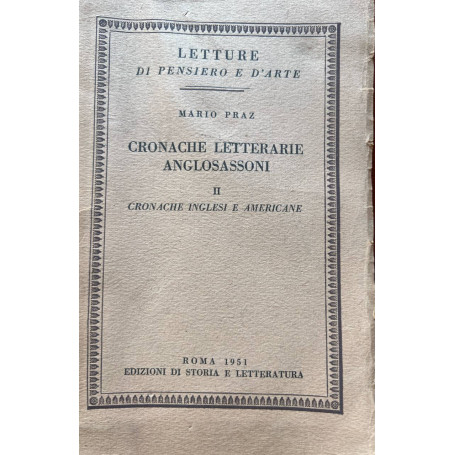 LETTURE
DI PENSIERO E D'ARTE
MARIO PRAZ
CRONACHE LETTERARIE
ANGLOSASSONI
II
CRONACHE INGLESI E AMERICANE
ROMA 1951
EDIZIONI DI STORIA E LETTERATURA